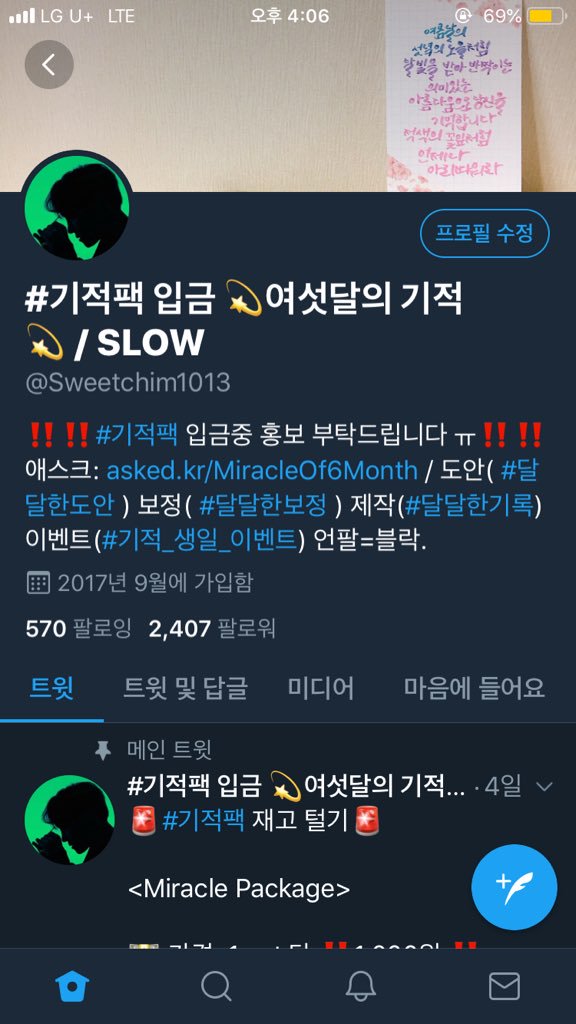 LG U+ LTE 오후 4:06 69%
여름날의
선녘의 노을처럼
달빛을 받아 반짝이는
의미있는
아름다움으로 당신을
기억합니다
적색의 꽃잎처럼
언제나
아리따워라
프로필 수정
#기적팩 입금 💫여섯달의 기적
💫 / SLOW
@Sweetchim1013
‼️ ‼️#기적팩 입금중 홍보 부탁드립니다 ㅠ‼️ ‼️
애스크: asked.kr/MiracleOf6Month / 도안( #달
달한도안 ) 보정( #달달한보정 ) 제작(#달달한기록)
이벤트(#기적_생일_이벤트) 언팔=블락.
2017년 9월에 가입함
570 팔로잉 2,407 팔로워
트윗 트윗 및 답글 미디어 마음에 들어요
메인 트윗
#기적팩 입금 💫여섯달의 기적... · 4일
🚨#기적팩 재고 털기🚨
<Miracle Package>